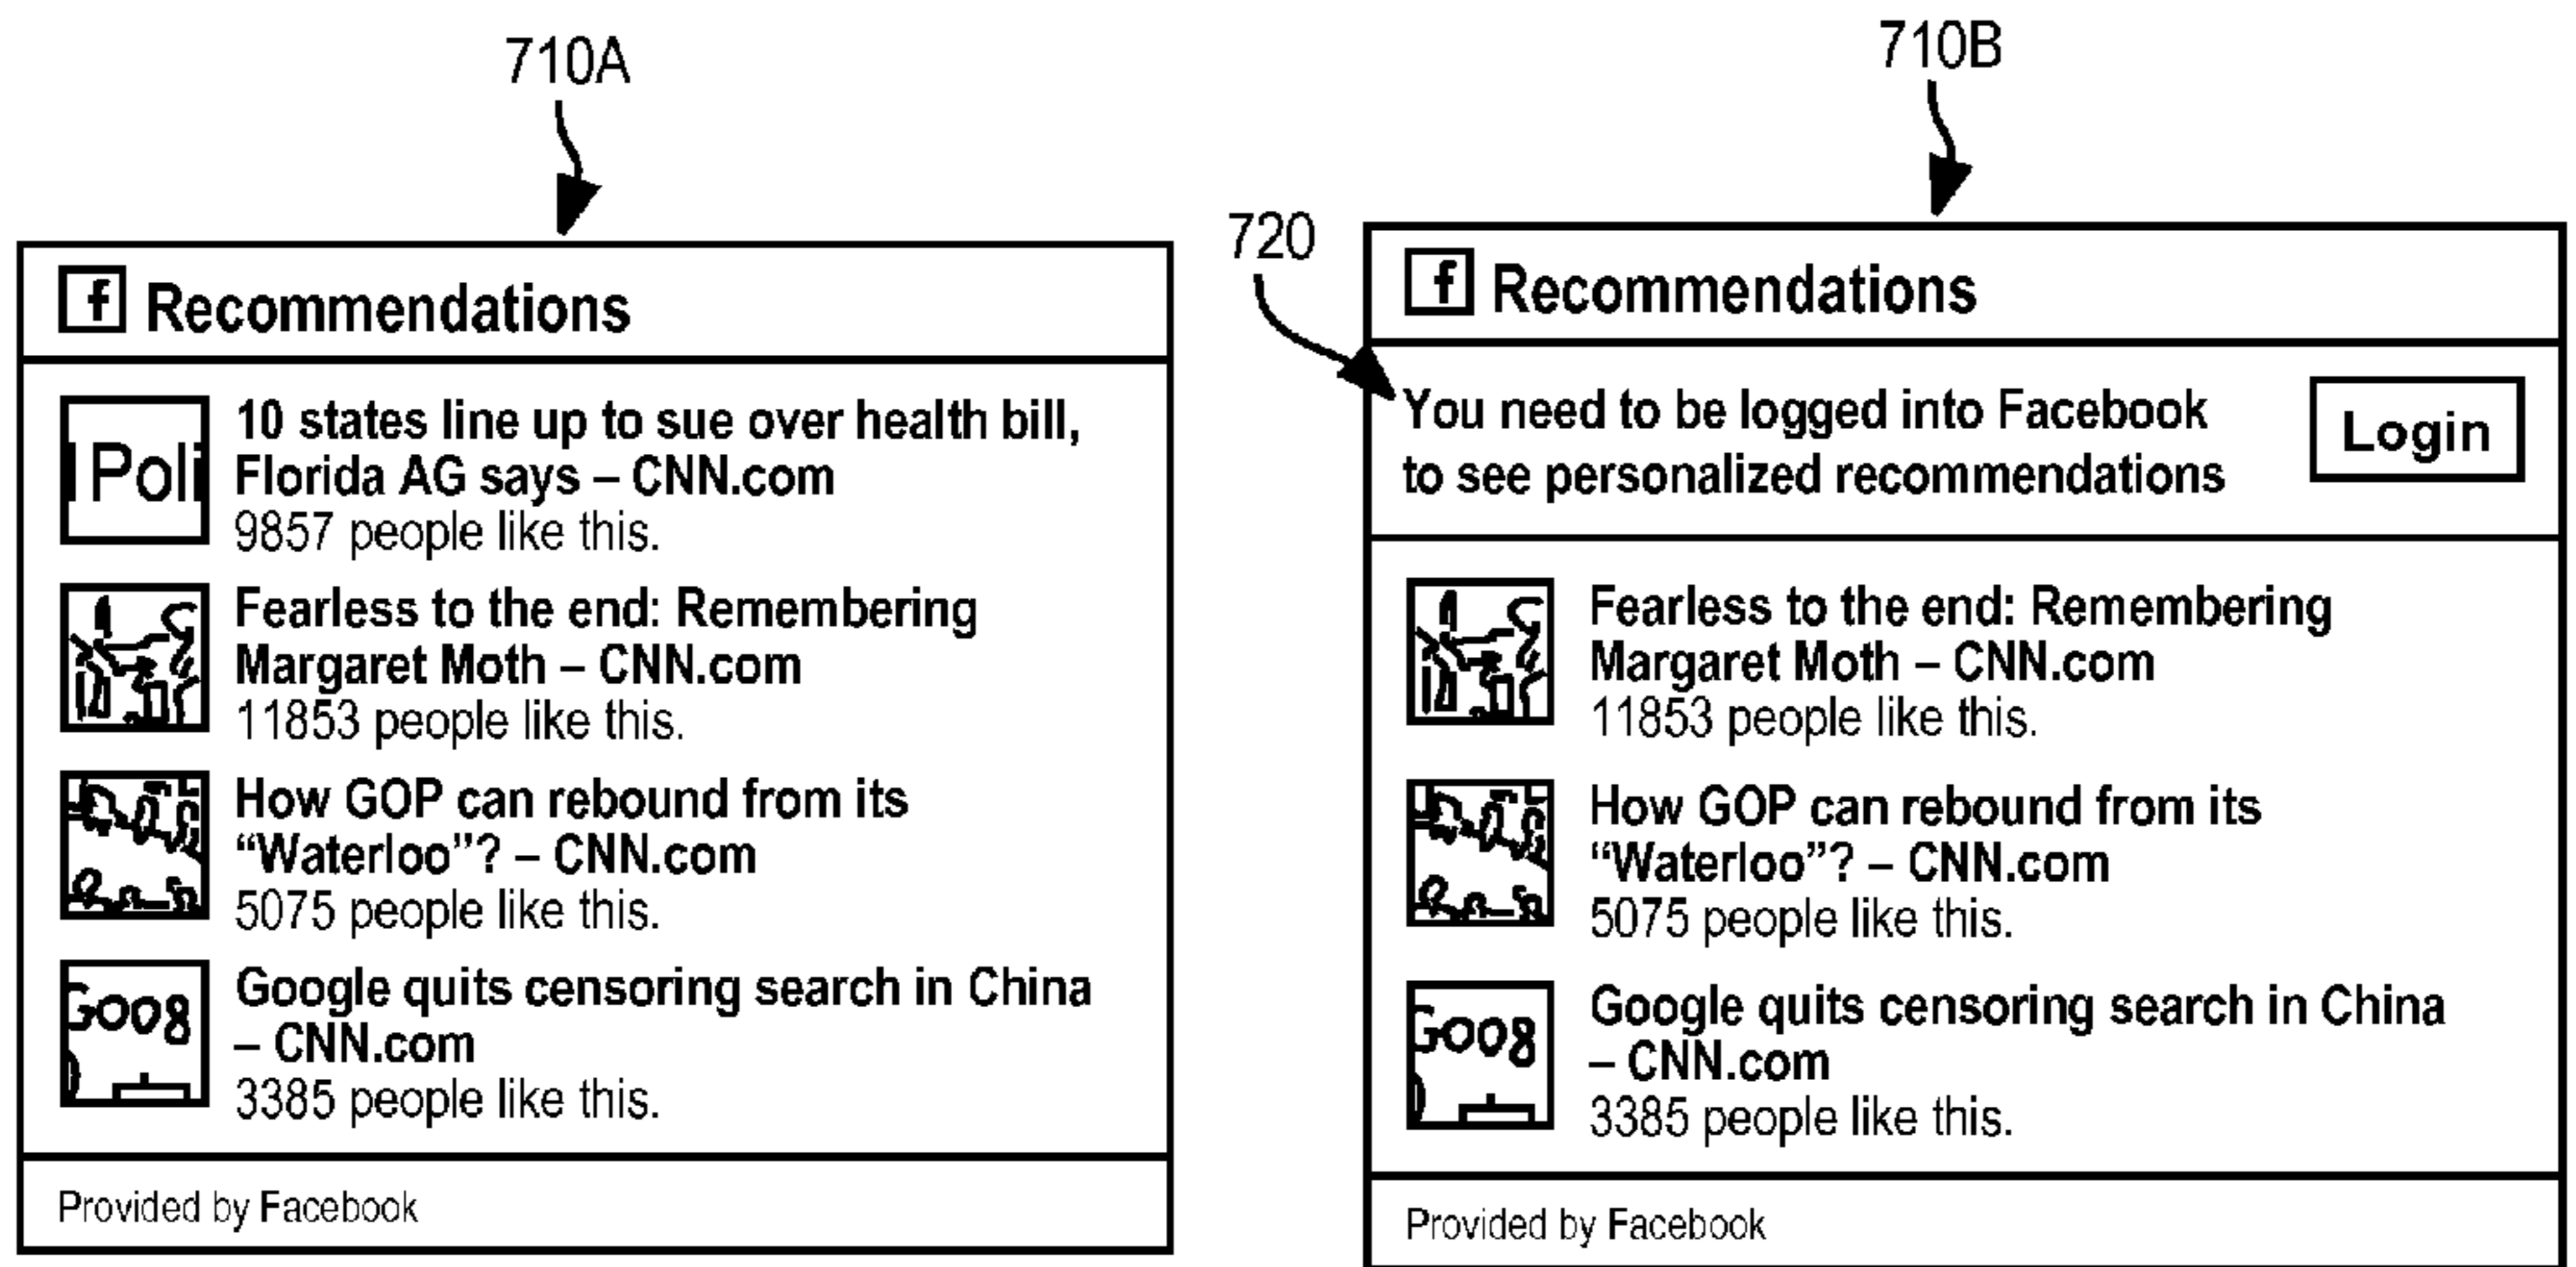 710A
f Recommendations
l Poli
10 states line up to sue over health bill,
Florida AG says – CNN.com
9857 people like this.
Fearless to the end: Remembering
Margaret Moth – CNN.com
11853 people like this.
How GOP can rebound from its
“Waterloo”? – CNN.com
5075 people like this.
Goog
Google quits censoring search in China
– CNN.com
3385 people like this.
Provided by Facebook
710B
720
f Recommendations
You need to be logged into Facebook
to see personalized recommendations
Login
Fearless to the end: Remembering
Margaret Moth – CNN.com
11853 people like this.
How GOP can rebound from its
“Waterloo”? – CNN.com
5075 people like this.
Goog
Google quits censoring search in China
– CNN.com
3385 people like this.
Provided by Facebook